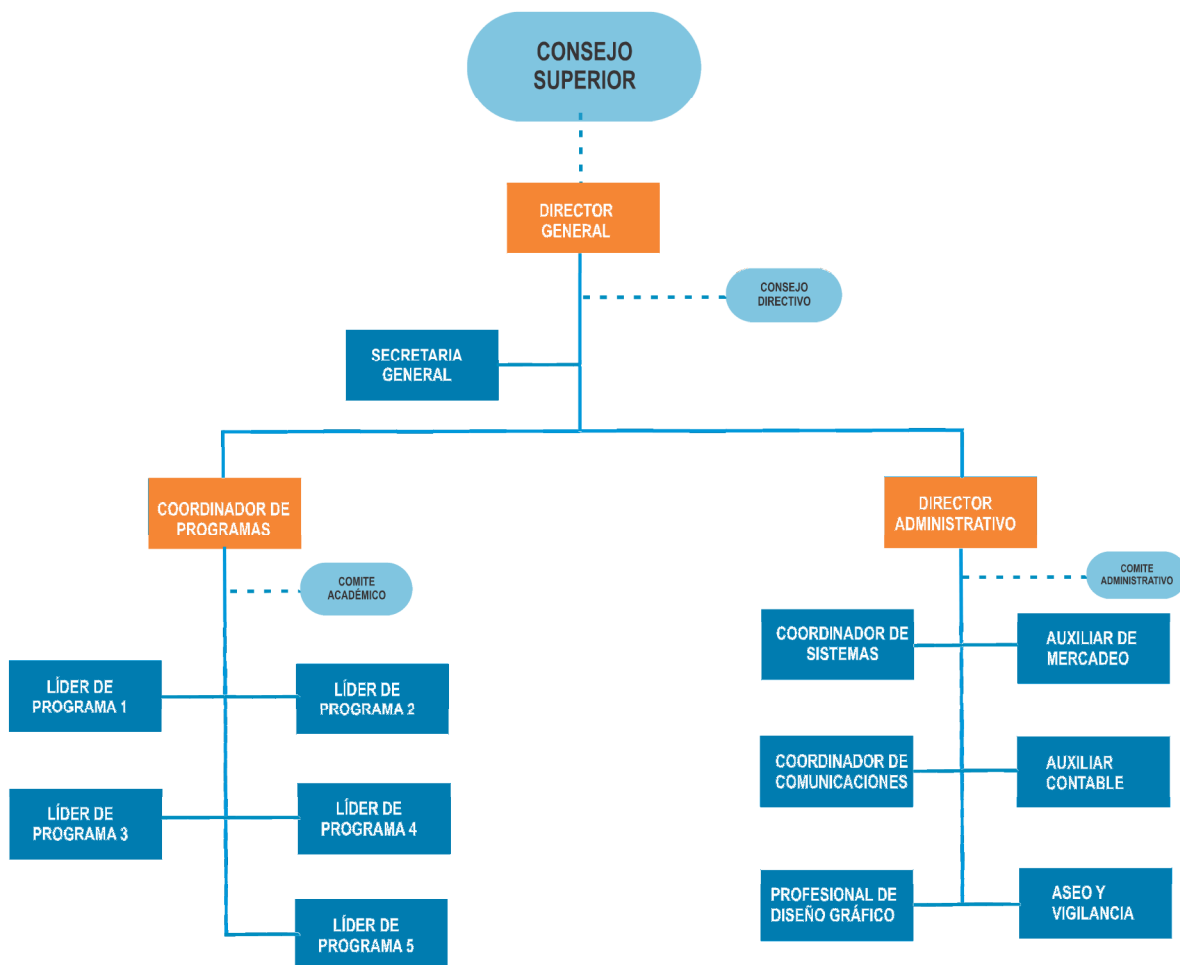 CONSEJO
SUPERIOR
DIRECTOR
GENERAL
CONSEJO
DIRECTIVO
SECRETARIA
GENERAL
COORDINADOR DE
PROGRAMAS
DIRECTOR
ADMINISTRATIVO
COMITE
ACADÉMICO
COMITE
ADMINISTRATIVO
LÍDER DE
PROGRAMA 1
LÍDER DE
PROGRAMA 2
LÍDER DE
PROGRAMA 3
LÍDER DE
PROGRAMA 4
LÍDER DE
PROGRAMA 5
COORDINADOR DE
SISTEMAS
AUXILIAR DE
MERCADEO
COORDINADOR DE
COMUNICACIONES
AUXILIAR
CONTABLE
PROFESIONAL DE
DISEÑO GRÁFICO
ASEO Y
VIGILANCIA